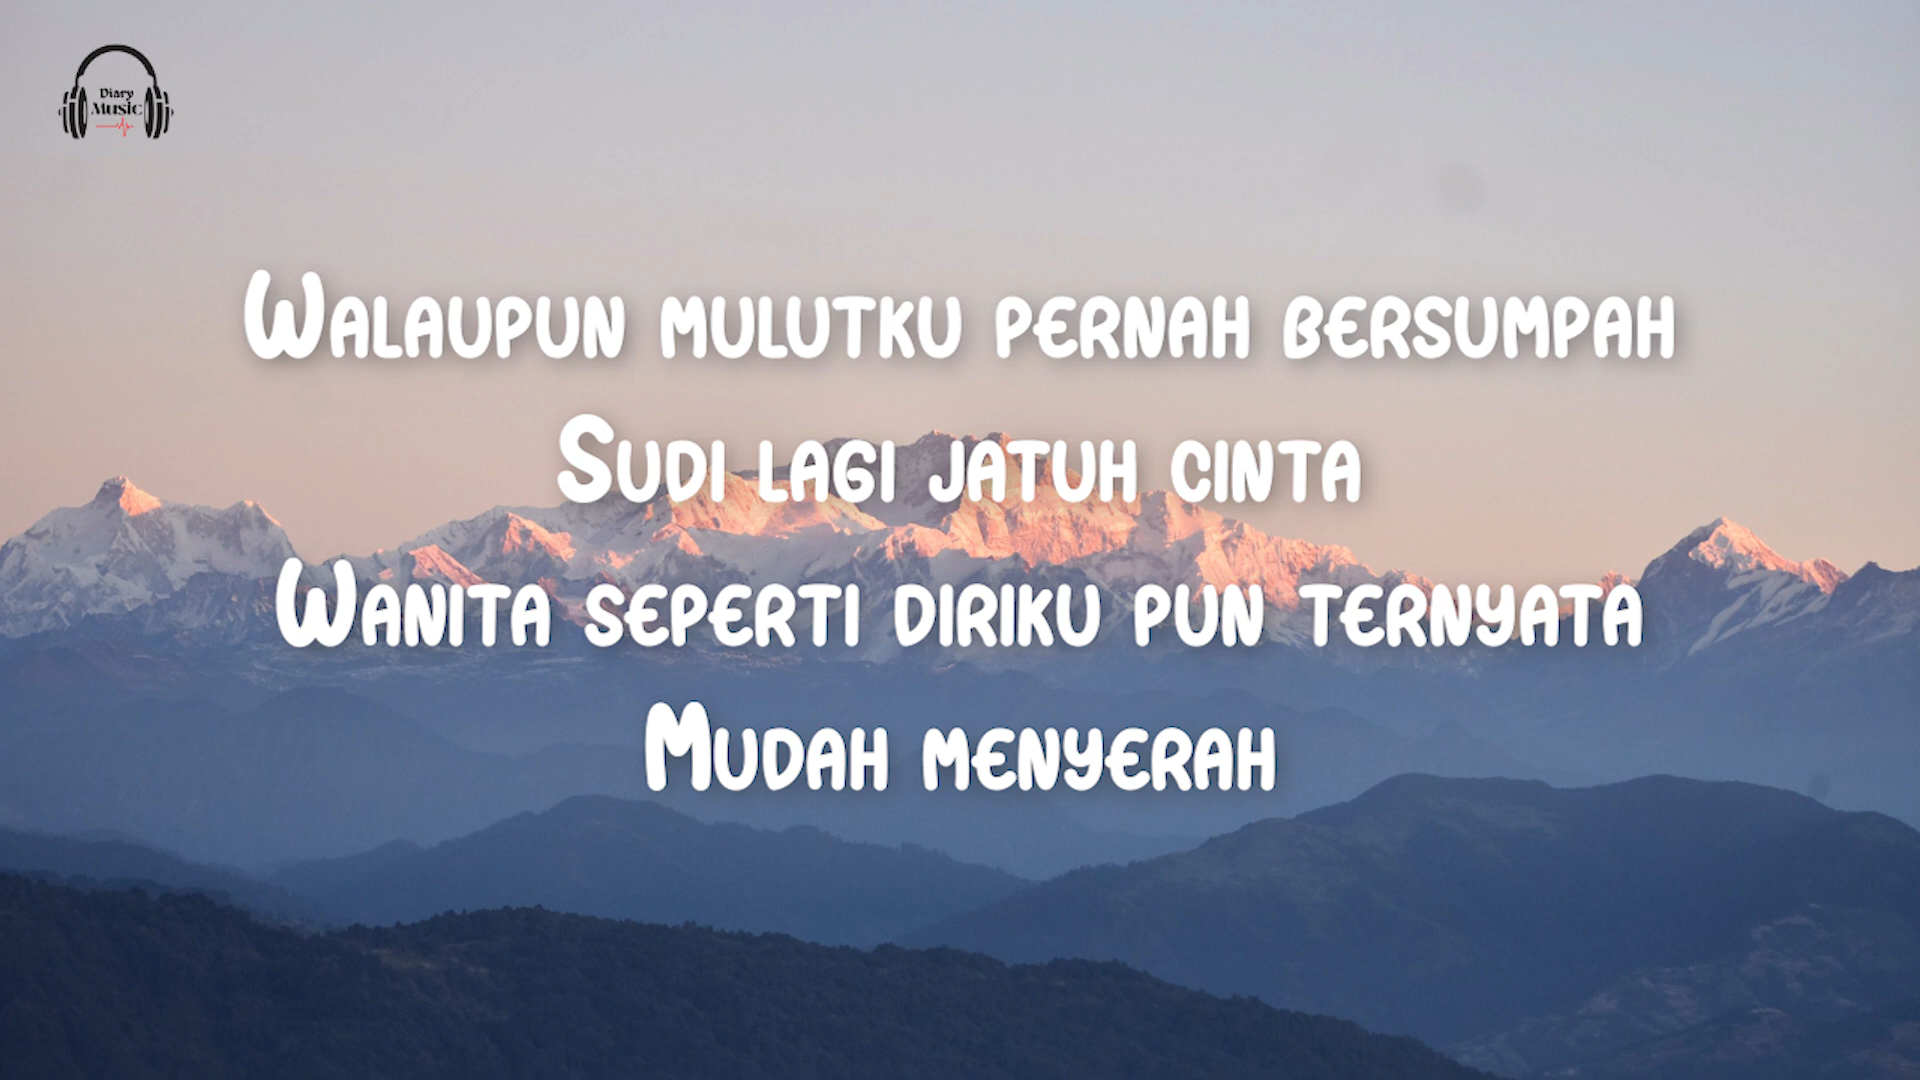 Diary
Music
Walaupun mulutku pernah bersumpah
Sudi lagi jatuh cinta
Wanita seperti diriku pun ternyata
Mudah menyerah